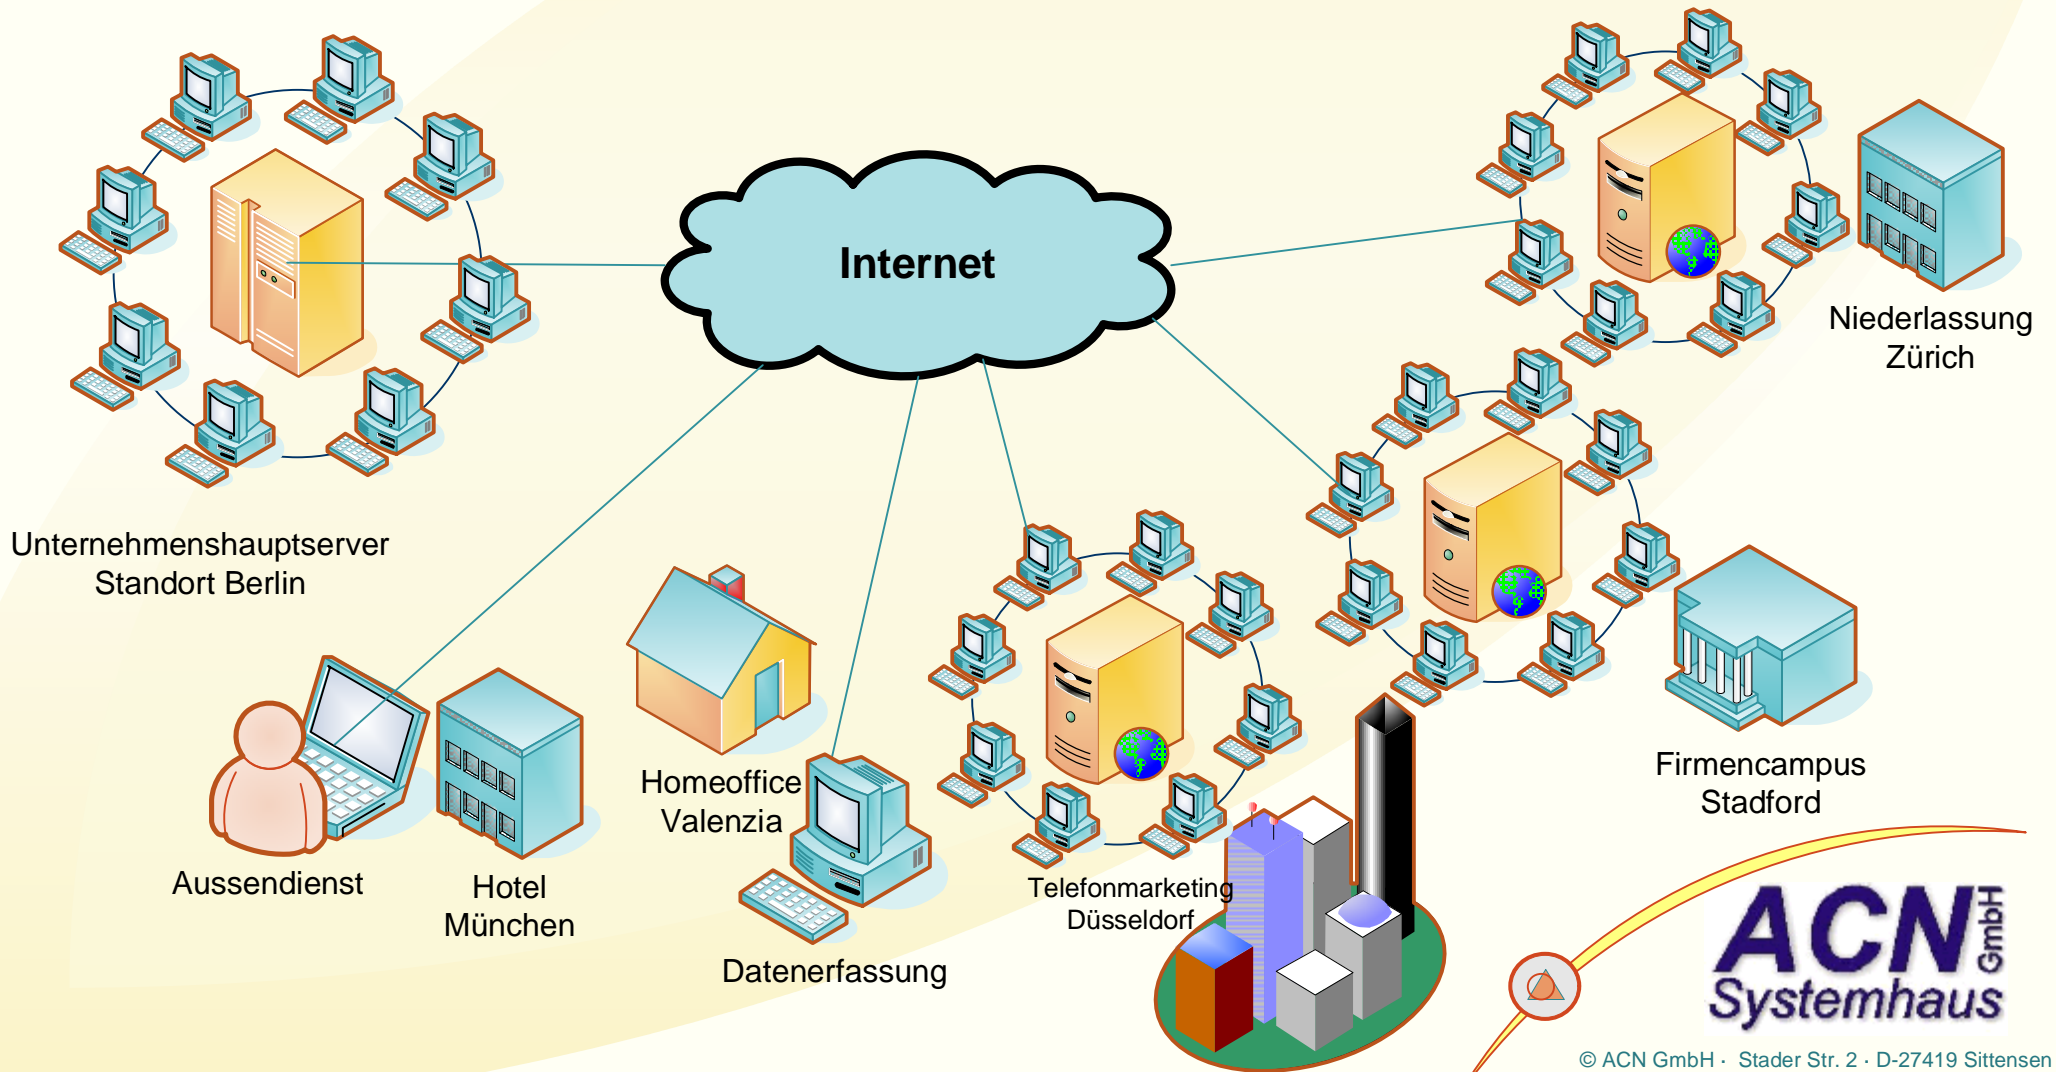 Internet
Niederlassung
Zürich
Unternehmenshauptserver
Standort Berlin
Firmencampus
Stadford
Homeoffice
Valenzia
Aussendienst
Hotel
München
Telefonmarketing
Düsseldorf
Datenerfassung
ACN GmbH
Systemhaus
© ACN GmbH · Stader Str. 2 · D-27419 Sittensen